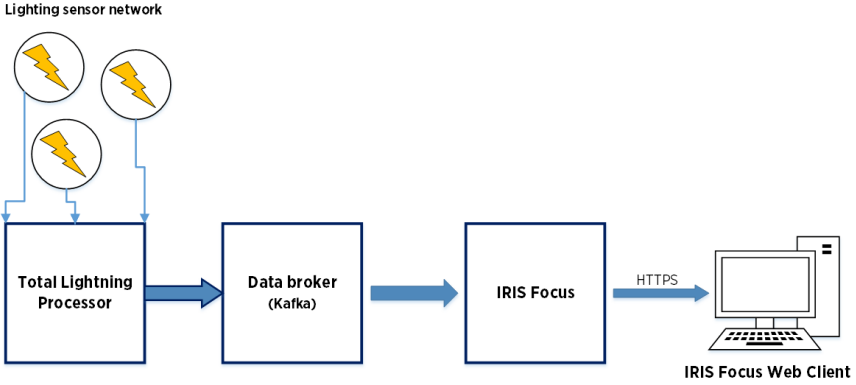 Lighting sensor network
Total Lightning
Processor
Data broker
(Kafka)
IRIS Focus
HTTPS
IRIS Focus Web Client